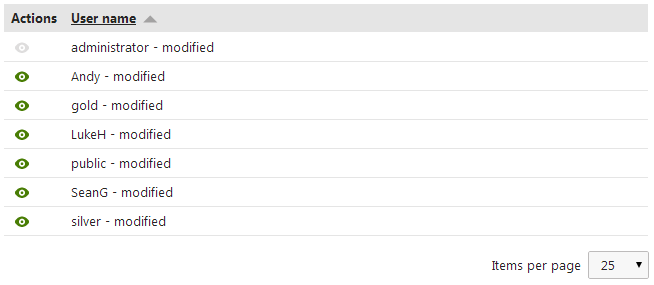 Actions User name
administrator - modified
Andy - modified
gold - modified
LukeH - modified
public - modified
SeanG - modified
silver - modified
Items per page 25